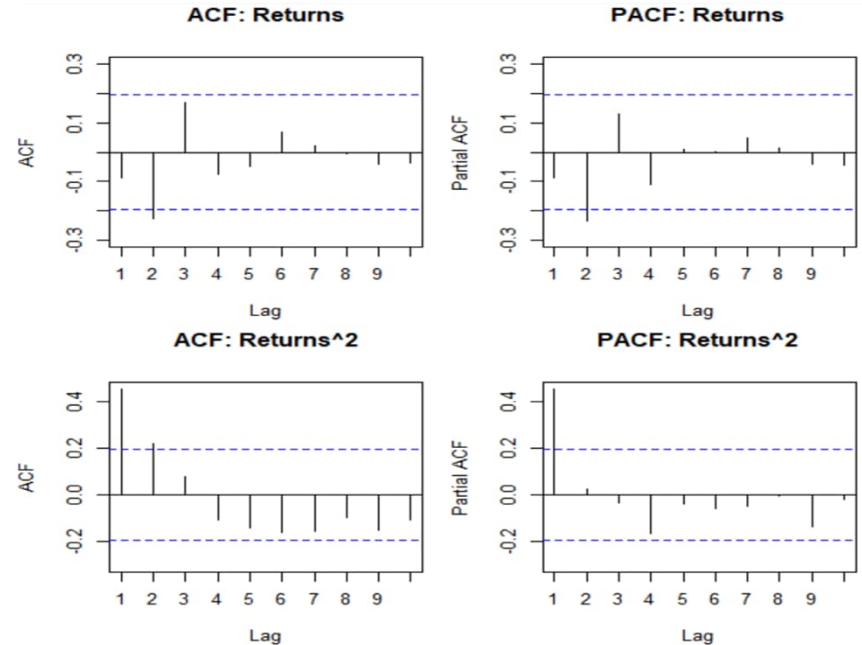 ACF: Returns
0.3
0.1
-0.1
-0.3
ACF
1 2 3 4 5 6 7 8 9
Lag
PACF: Returns
0.3
0.1
-0.1
-0.3
Partial ACF
1 2 3 4 5 6 7 8 9
Lag
ACF: Returns^2
0.4
0.2
0.0
-0.2
ACF
1 2 3 4 5 6 7 8 9
Lag
PACF: Returns^2
0.4
0.2
0.0
-0.2
Partial ACF
1 2 3 4 5 6 7 8 9
Lag